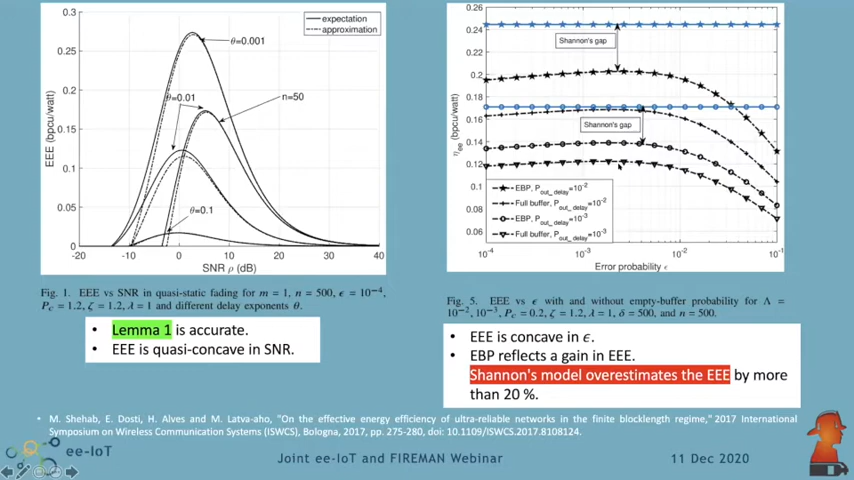 0.3
0.25
0.2
0.15
0.1
0.05
0
EEE (bpcu/watt)
expectation
approximation
θ=0.001
θ=0.01
n=50
θ=0.1
-20 -10 0 10 20 30 40
SNR ρ (dB)
Fig. 1. EEE vs SNR in quasi-static fading for m = 1, n = 500, ϵ = 10⁻⁴,
P_c = 1.2, ζ = 1.2, λ = 1 and different delay exponents θ.
• Lemma 1 is accurate.
• EEE is quasi-concave in SNR.
0.26
0.24
0.22
0.2
0.18
0.16
0.14
0.12
0.1
0.08
0.06
η_ee (bpcu/watt)
Shannon's gap
Shannon's gap
EBP, P_out_delay=10⁻²
Full buffer, P_out_delay=10⁻²
EBP, P_out_delay=10⁻³
Full buffer, P_out_delay=10⁻³
10⁻⁴ 10⁻³ 10⁻² 10⁻¹
Error probability ϵ
Fig. 5. EEE vs ϵ with and without empty-buffer probability for Λ =
10⁻², 10⁻³, P_c = 0.2, ζ = 1.2, λ = 1, δ = 500, and n = 500.
• EEE is concave in ϵ.
• EBP reflects a gain in EEE.
Shannon's model overestimates the EEE by more
than 20 %.
• M. Shehab, E. Dosti, H. Alves and M. Latva-aho, "On the effective energy efficiency of ultra-reliable networks in the finite blocklength regime," 2017 International
Symposium on Wireless Communication Systems (ISWCS), Bologna, 2017, pp. 275-280, doi: 10.1109/ISWCS.2017.8108124.
ee-IoT
Joint ee-IoT and FIREMAN Webinar
11 Dec 2020